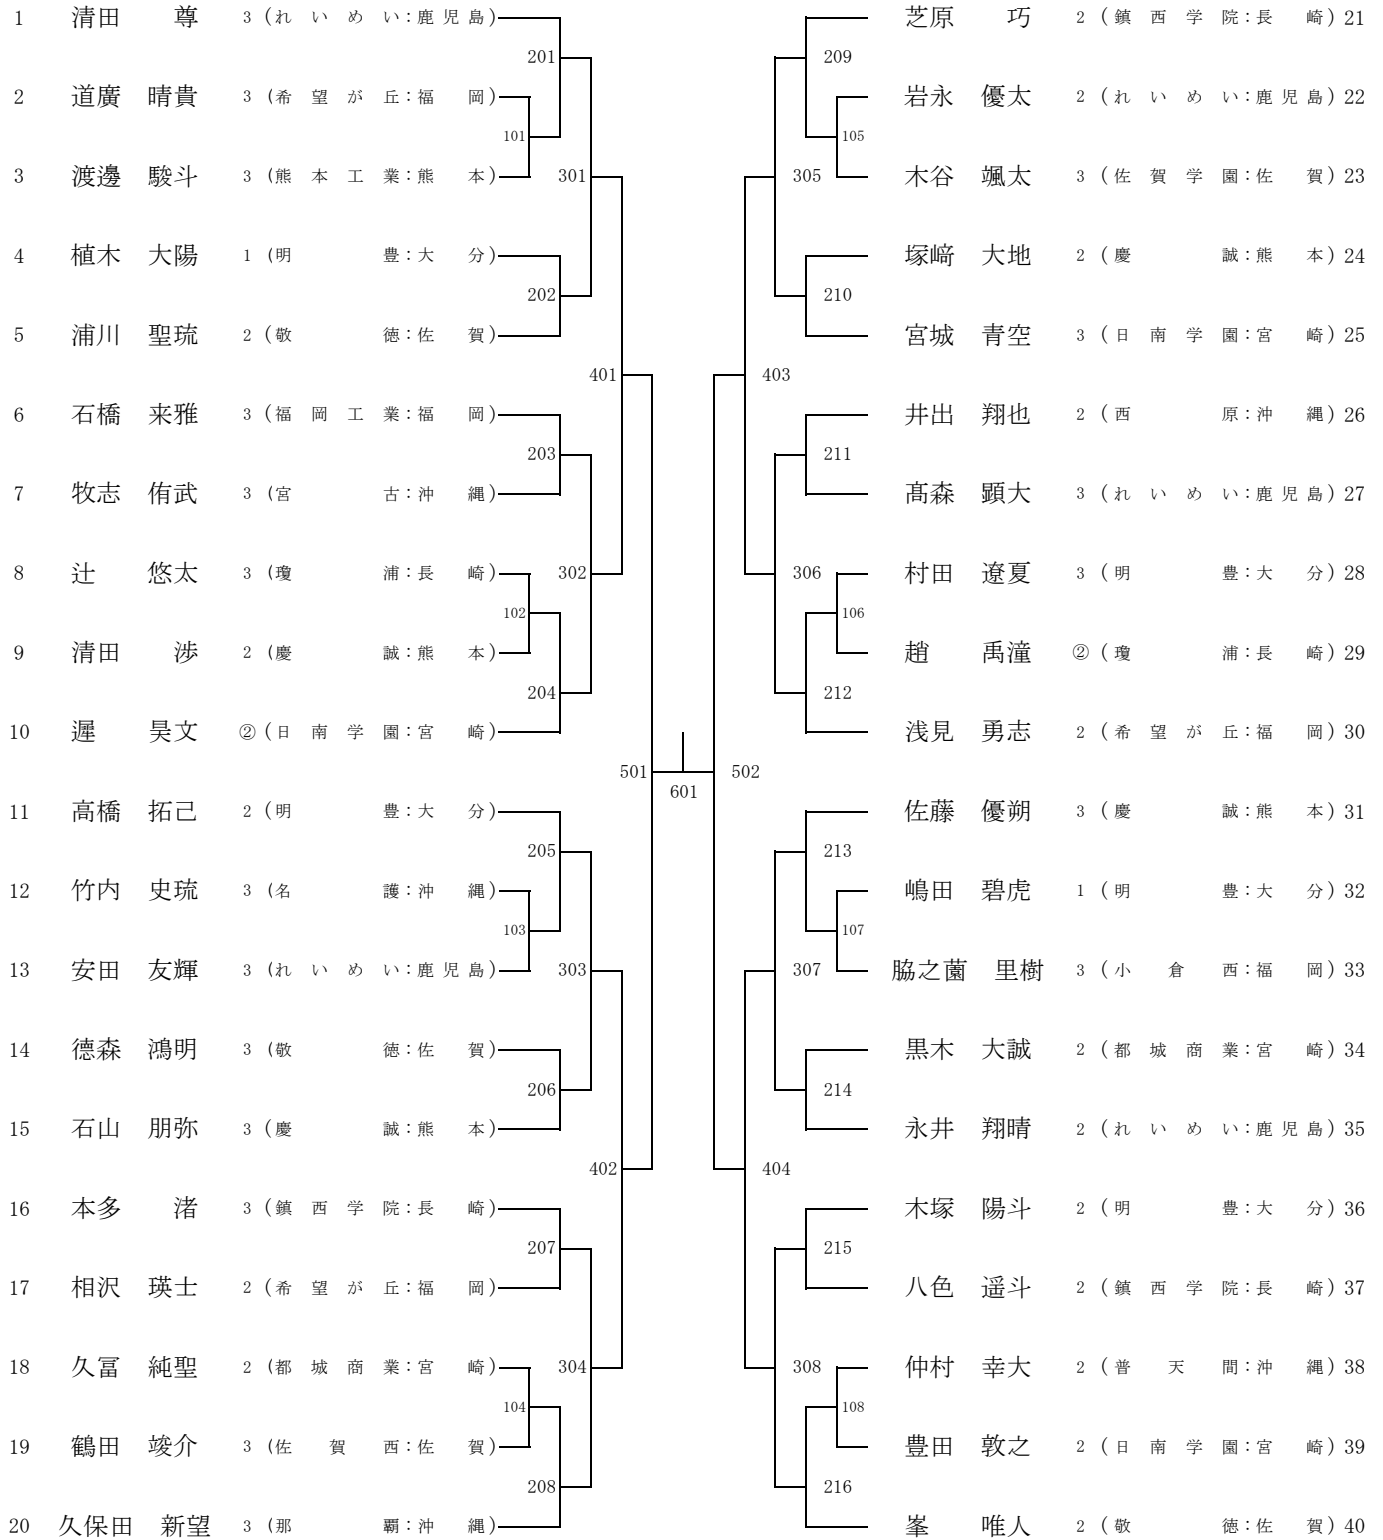 1 清田 尊 3 (れいめい:鹿児島)
2 道廣 晴貴 3 (希望が丘:福岡)
3 渡邊 駿斗 3 (熊本工業:熊本)
4 植木 大陽 1 (明豊:大分)
5 浦川 聖琉 2 (敬徳:佐賀)
6 石橋 来雅 3 (福岡工業:福岡)
7 牧志 侑武 3 (宮古:沖縄)
8 辻 悠太 3 (瓊浦:長崎)
9 清田 渉 2 (慶誠:熊本)
10 遅 昊文 ② (日南学園:宮崎)
11 高橋 拓己 2 (明豊:大分)
12 竹内 史琉 3 (名護:沖縄)
13 安田 友輝 3 (れいめい:鹿児島)
14 德森 鴻明 3 (敬徳:佐賀)
15 石山 朋弥 3 (慶誠:熊本)
16 本多 渚 3 (鎮西学院:長崎)
17 相沢 瑛士 2 (希望が丘:福岡)
18 久冨 純聖 2 (都城商業:宮崎)
19 鶴田 竣介 3 (佐賀西:佐賀)
20 久保田 新望 3 (那覇:沖縄)
201
101
301
202
401
203
302
102
204
501
205
103
303
206
402
207
304
104
208
601
209
105
305
210
403
211
306
106
212
502
213
107
307
214
404
215
308
108
216
芝原 巧 2 (鎮西学院:長崎) 21
岩永 優太 2 (れいめい:鹿児島) 22
木谷 颯太 3 (佐賀学園:佐賀) 23
塚﨑 大地 2 (慶誠:熊本) 24
宮城 青空 3 (日南学園:宮崎) 25
井出 翔也 2 (西原:沖縄) 26
髙森 顕大 3 (れいめい:鹿児島) 27
村田 遼夏 3 (明豊:大分) 28
趙 禹潼 ② (瓊浦:長崎) 29
浅見 勇志 2 (希望が丘:福岡) 30
佐藤 優朔 3 (慶誠:熊本) 31
嶋田 碧虎 1 (明豊:大分) 32
脇之薗 里樹 3 (小倉西:福岡) 33
黒木 大誠 2 (都城商業:宮崎) 34
永井 翔晴 2 (れいめい:鹿児島) 35
木塚 陽斗 2 (明豊:大分) 36
八色 遥斗 2 (鎮西学院:長崎) 37
仲村 幸大 2 (普天間:沖縄) 38
豊田 敦之 2 (日南学園:宮崎) 39
峯 唯人 2 (敬徳:佐賀) 40